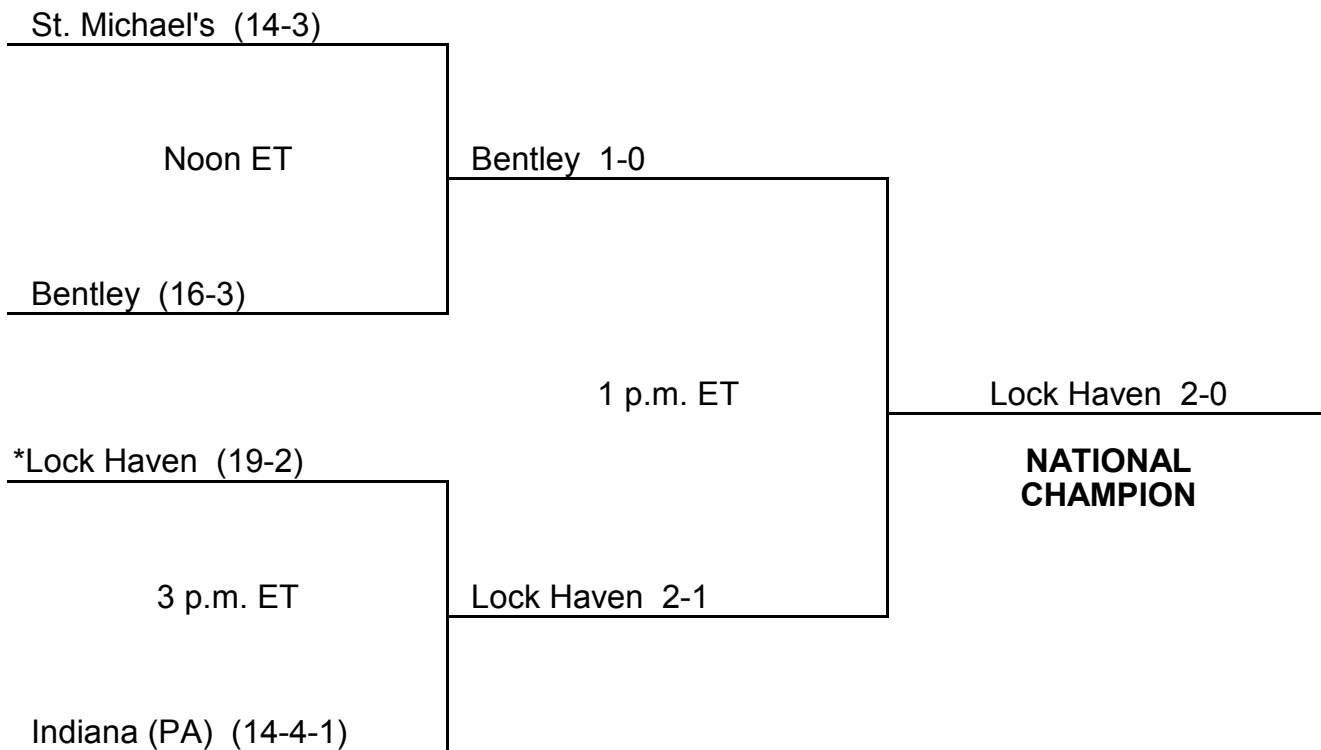 St. Michael's (14-3)
Noon ET
Bentley 1-0
Bentley (16-3)
1 p.m. ET
Lock Haven 2-0
*Lock Haven (19-2)
NATIONAL
CHAMPION
3 p.m. ET
Lock Haven 2-1
Indiana (PA) (14-4-1)